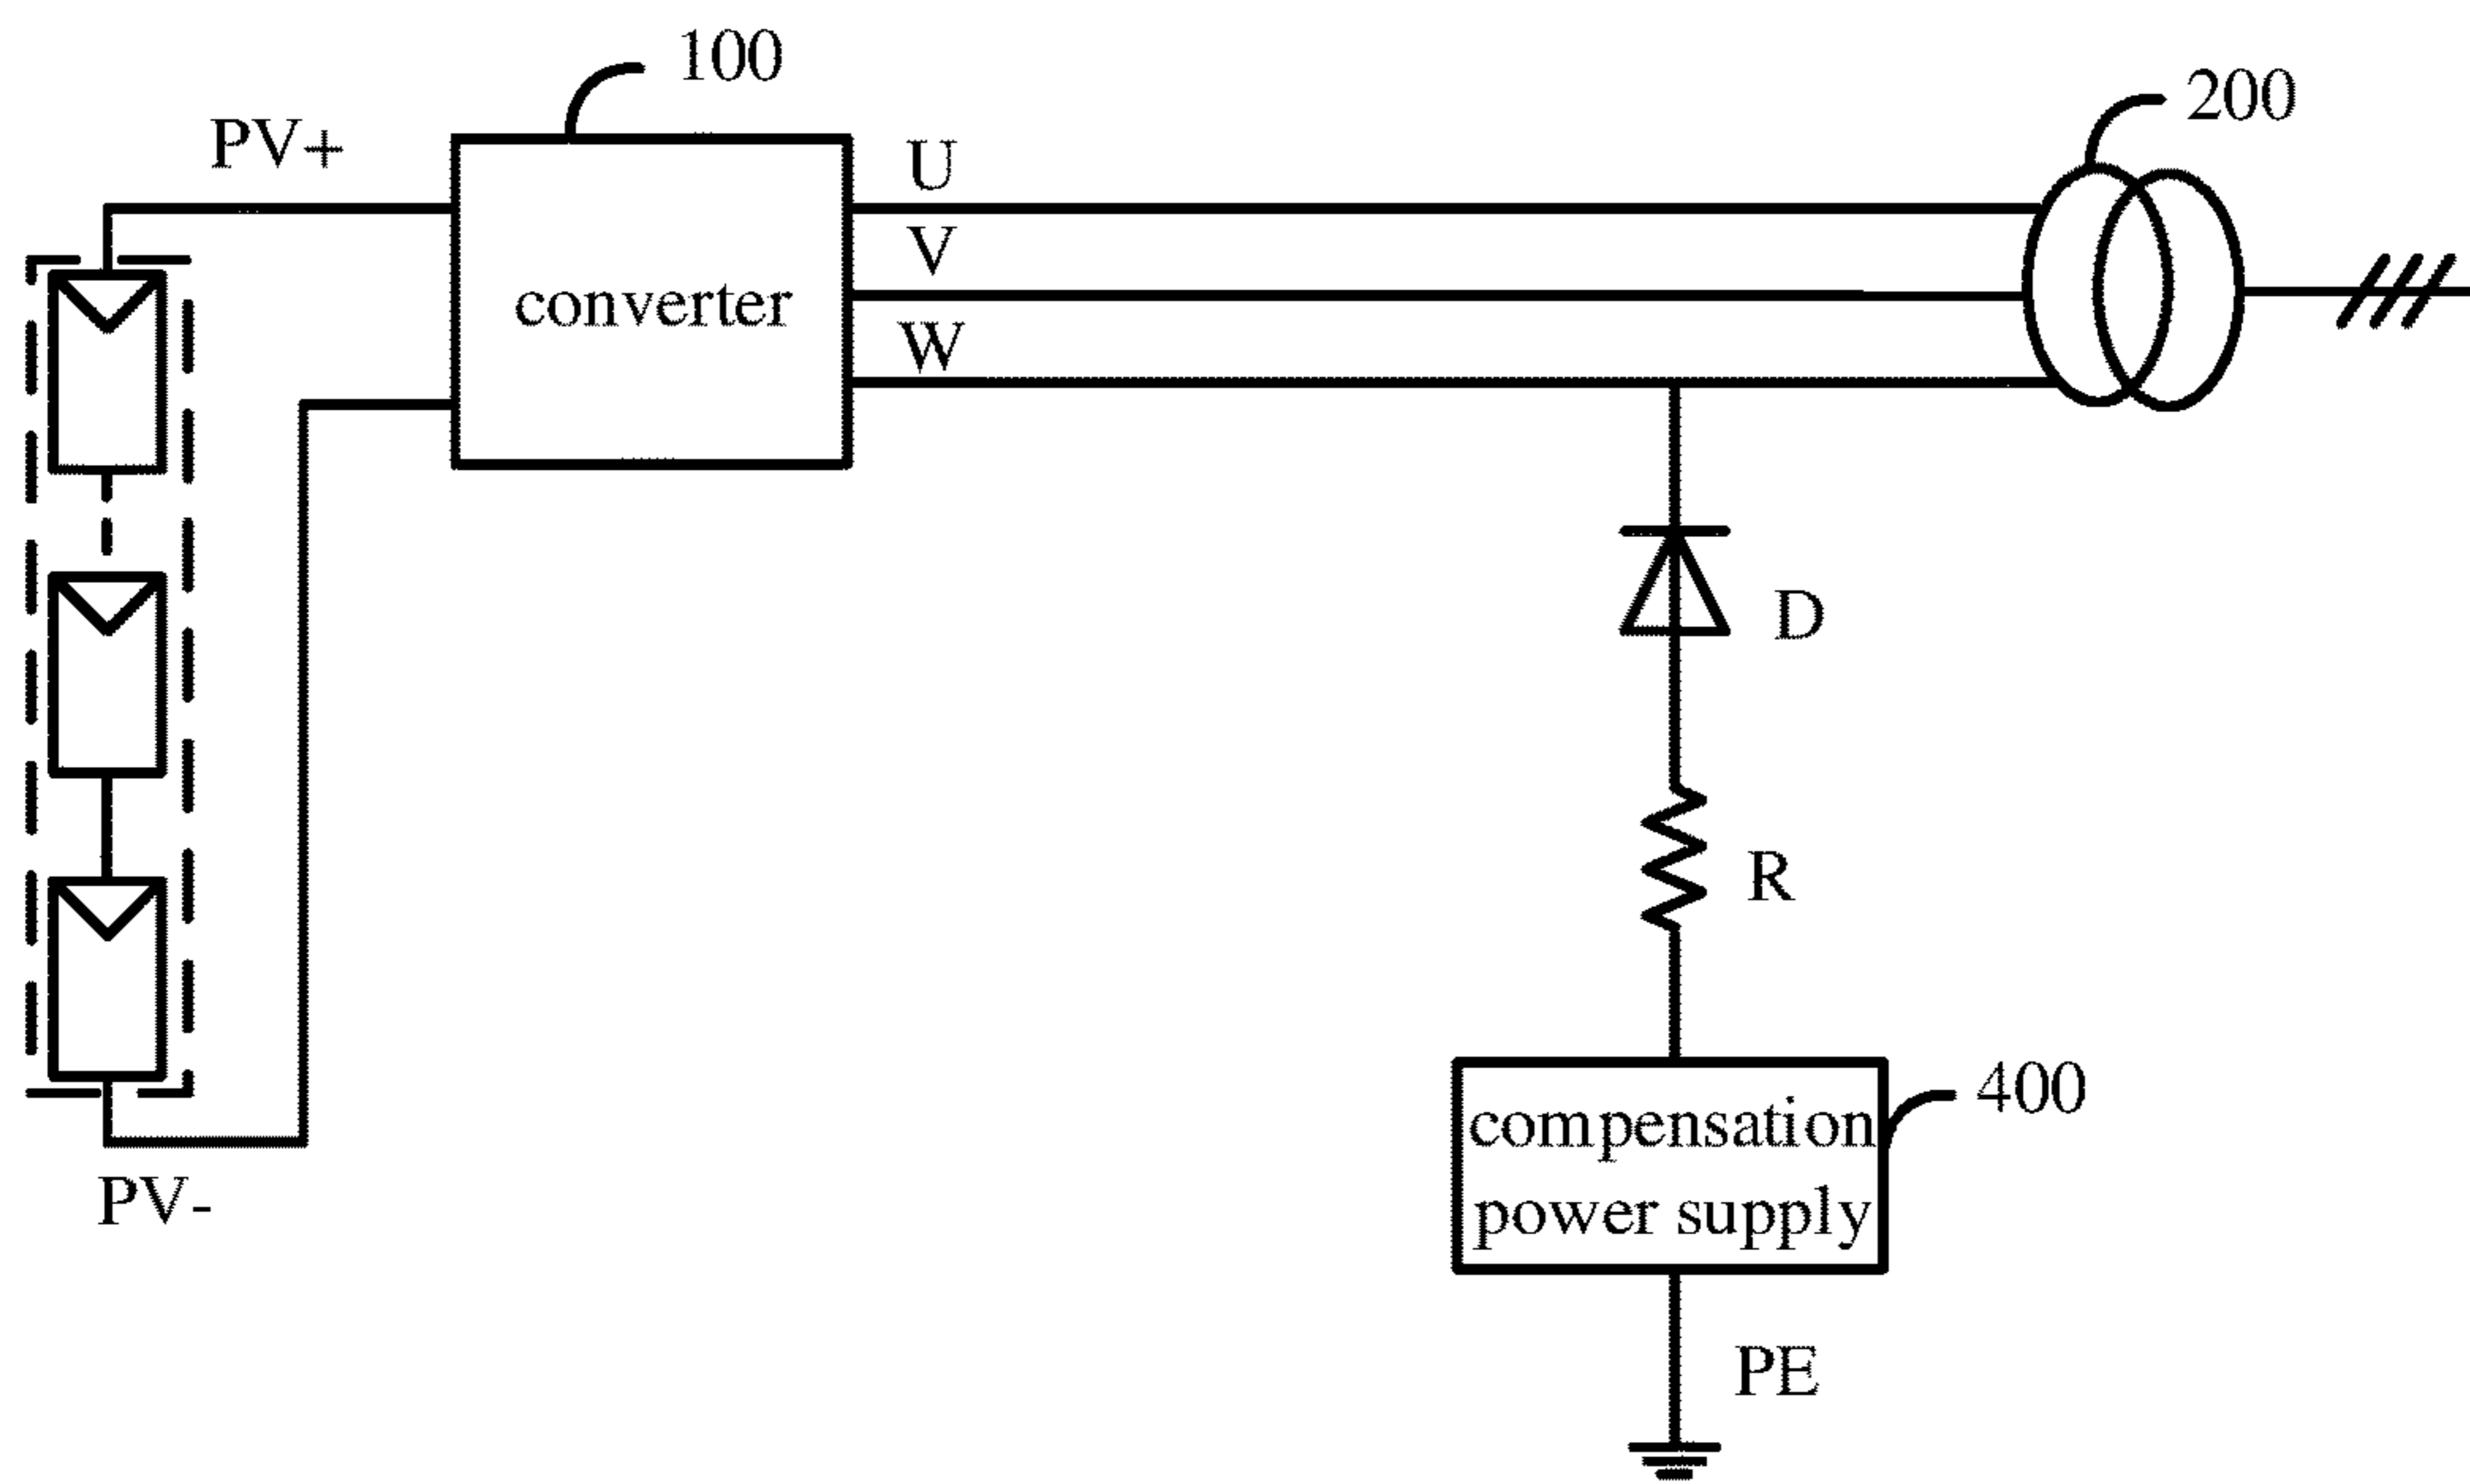 100
200
PV+
U
V
converter
W
D
R
400
compensation
power supply
PV-
PE